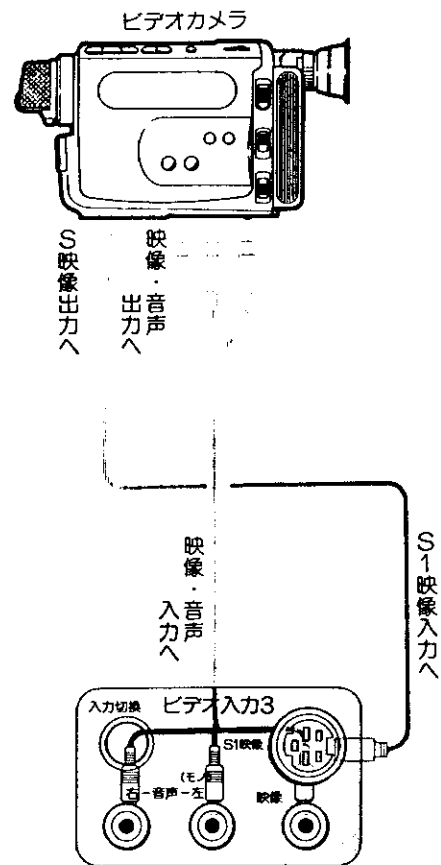 ビデオカメラ
S映像出力へ
映像・音声
出力へ
映像・音声
入力へ
S1映像入力へ
入力切換
ビデオ入力3
S1映像
(モノ)
右-音声-左
映像